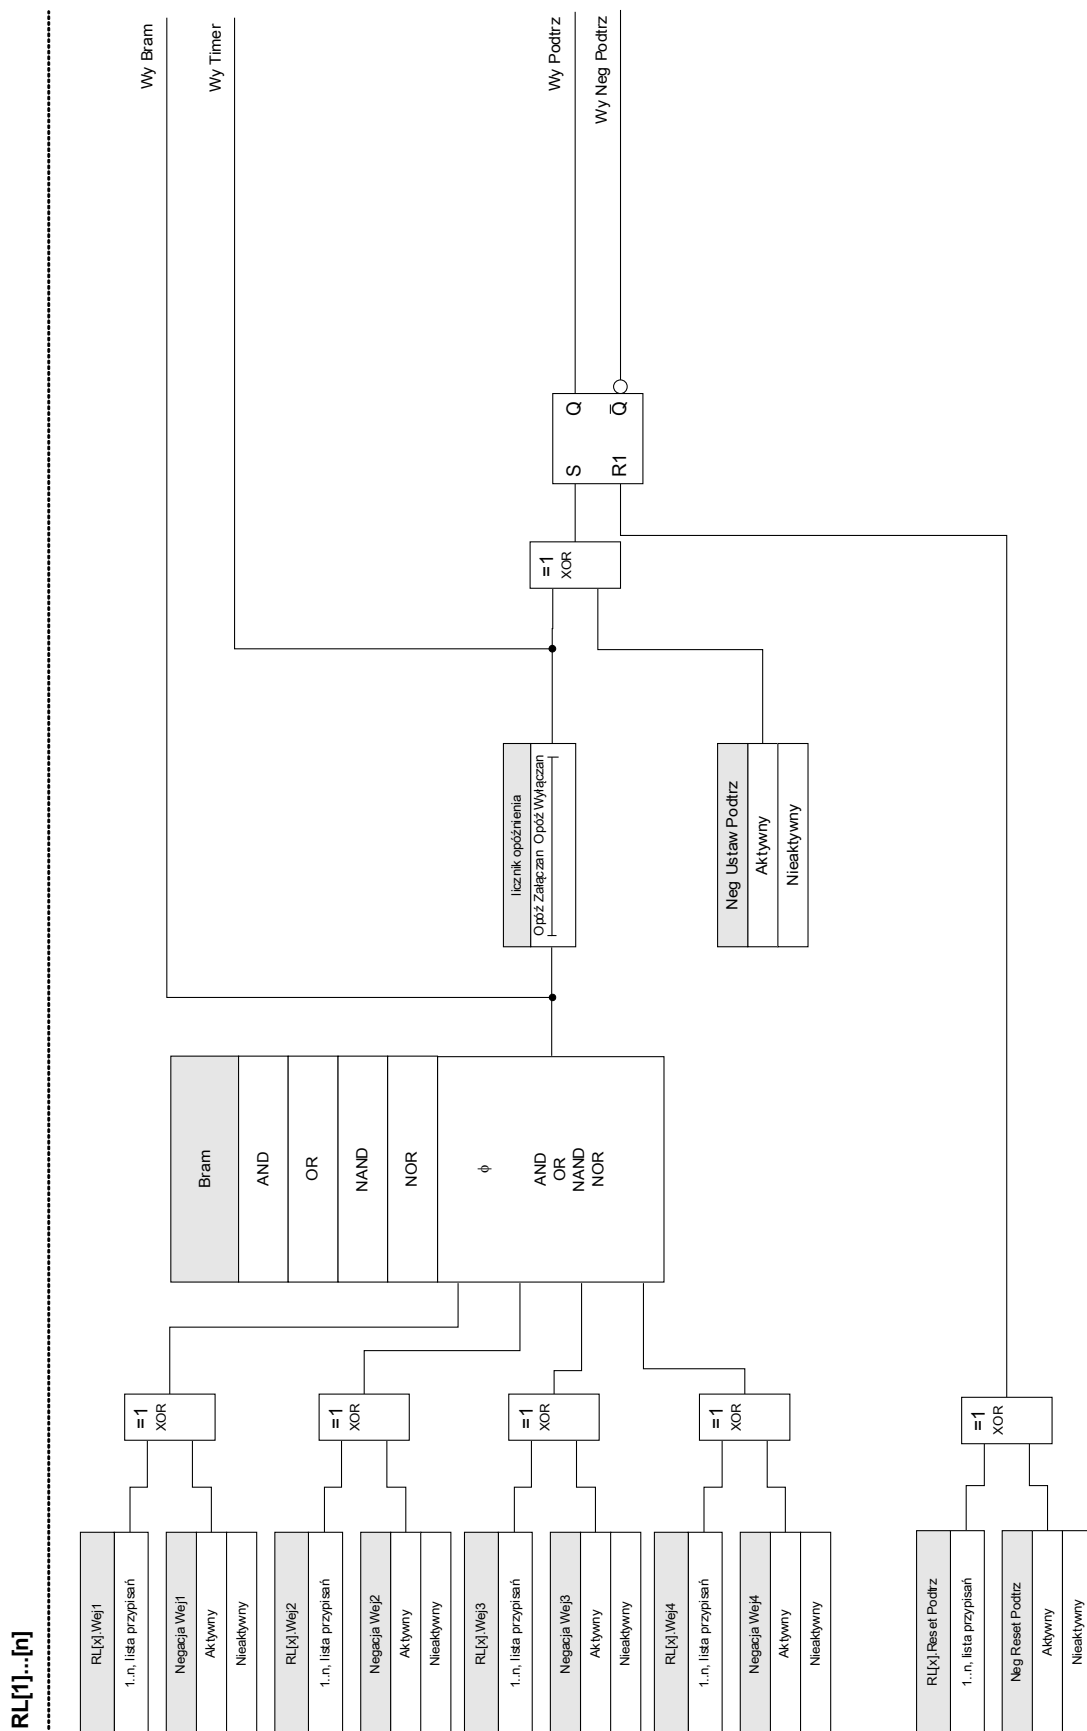 RL[1]...[n]
RL[x].Wej1
1..n, lista przypisań
Negacja Wej1
Aktywny
Nieaktywny
RL[x].Wej2
1..n, lista przypisań
Negacja Wej2
Aktywny
Nieaktywny
RL[x].Wej3
1..n, lista przypisań
Negacja Wej3
Aktywny
Nieaktywny
RL[x].Wej4
1..n, lista przypisań
Negacja Wej4
Aktywny
Nieaktywny
RL[x].Reset Podtrz
1..n, lista przypisań
Neg Reset Podtrz
Aktywny
Nieaktywny
=1
XOR
=1
XOR
=1
XOR
=1
XOR
=1
XOR
Bram
AND
OR
NAND
NOR
ϕ
AND
OR
NAND
NOR
licznik opóźnienia
Opóź Załączan Opóź Wyłączan
Neg Ustaw Podtrz
Aktywny
Nieaktywny
=1
XOR
S Q
R1 Q̅
Wy Bram
Wy Timer
Wy Podtrz
Wy Neg Podtrz